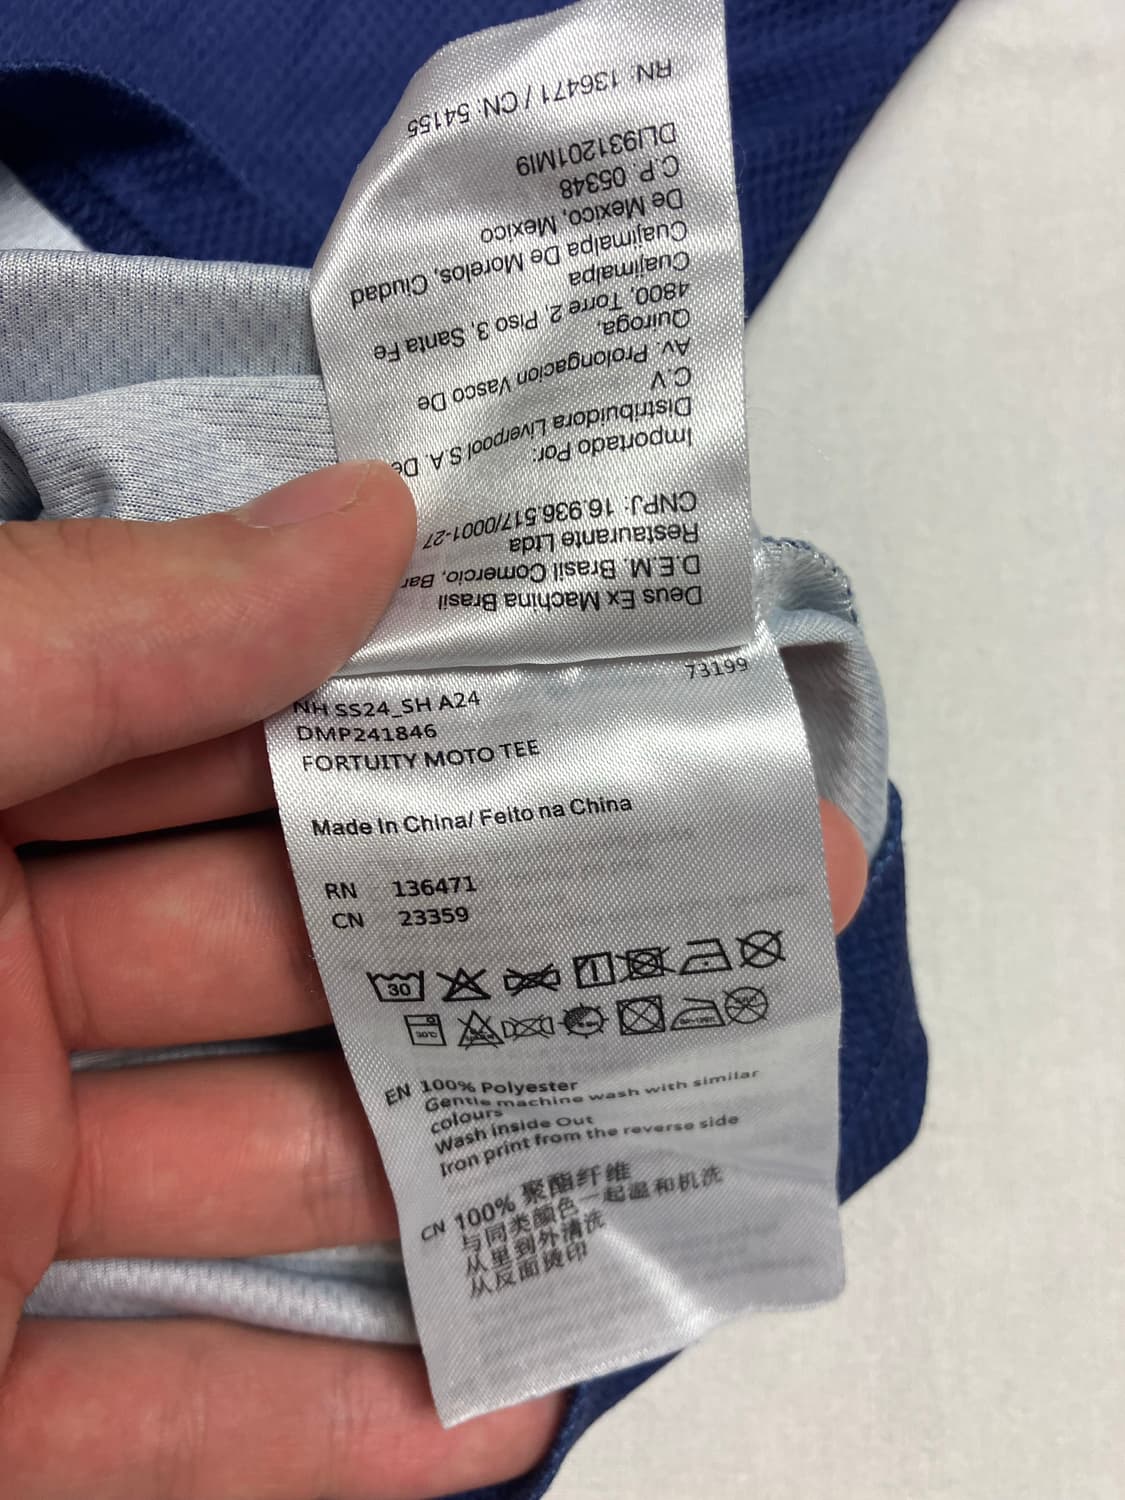 Deus Ex Machina Brasil
D.E.M. Brasil Comercio, Bar
Restaurante Ltda
CNPJ: 16.936.517/0001-27
Importado Por:
Distribuidora Liverpool S.A. De
C.V
Av. Prolongacion Vasco De
Quiroga,
4800, Torre 2, Piso 3, Santa Fe
Cuajimalpa
Cuajimalpa De Morelos, Ciudad
De Mexico, Mexico
C.P. 05348
DLI931201MI9
RN: 136471 / CN: 54155
73199
NH SS24_SH A24
DMP241846
FORTUITY MOTO TEE
Made In China/ Feito na China
RN 136471
CN 23359
30
30°C
EN 100% Polyester
Gentle machine wash with similar
colours
Wash Inside Out
Iron print from the reverse side
CN 100% 聚酯纤维
与同类颜色一起温和机洗
从里到外清洗
从反面烫印